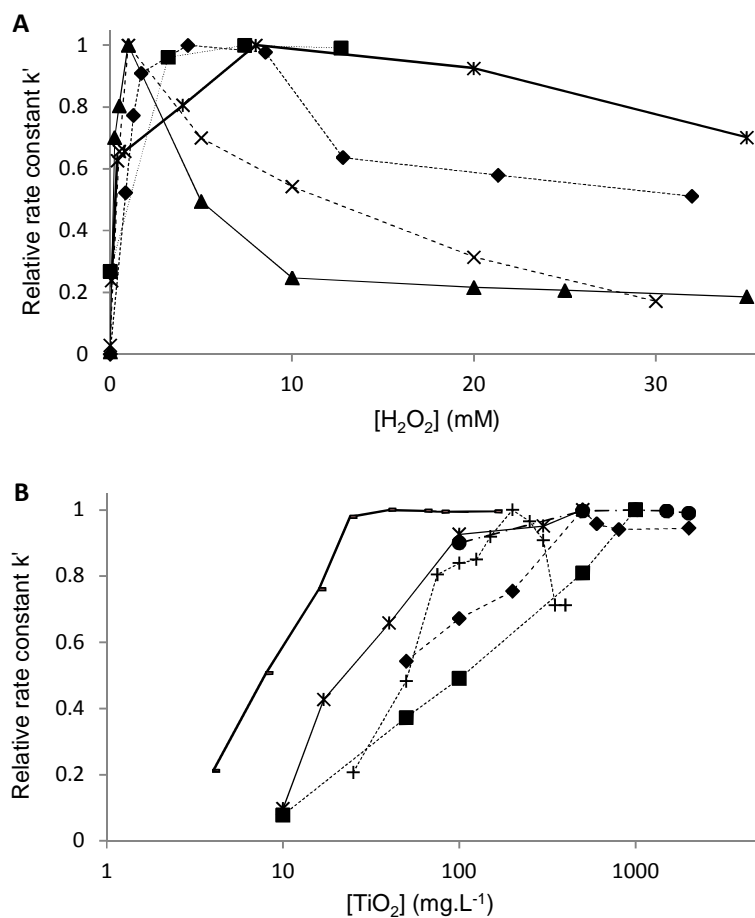 A
1
0.8
0.6
0.4
0.2
0
Relative rate constant k'
0 10 20 30
[H₂O₂] (mM)
B
1
0.8
0.6
0.4
0.2
0
Relative rate constant k'
1 10 100 1000
[TiO₂] (mg.L⁻¹)